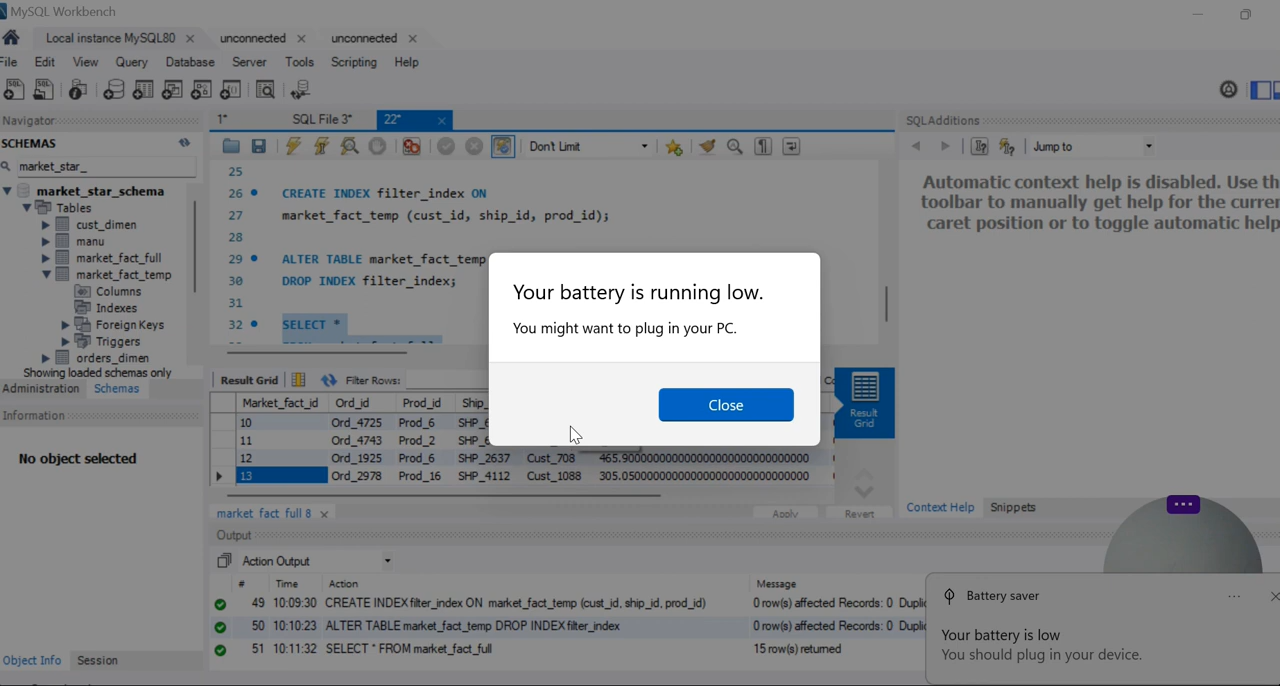 MySQL Workbench
Local instance MySQL80 × unconnected × unconnected ×
File Edit View Query Database Server Tools Scripting Help
Navigator
SCHEMAS
market_star_
market_star_schema
Tables
cust_dimen
manu
market_fact_full
market_fact_temp
Columns
Indexes
Foreign Keys
Triggers
orders_dimen
Showing loaded schemas only
Administration Schemas
Information
No object selected
Object Info Session
1* SQL File 3* 22* ×
Don't Limit
25
26 CREATE INDEX filter_index ON
27 market_fact_temp (cust_id, ship_id, prod_id);
28
29 ALTER TABLE market_fact_temp
30 DROP INDEX filter_index;
31
32 SELECT *
Your battery is running low.
You might want to plug in your PC.
Close
Result Grid Filter Rows:
Market_fact_id Ord_id Prod_id Ship_
10 Ord_4725 Prod_6
11 Ord_4743 Prod_2
12 Ord_1925 Prod_6 SHP_2637 Cust_708 465.90000000000000000000000000000
13 Ord_2978 Prod_16 SHP_4112 Cust_1088 305.05000000000000000000000000000
Result
Grid
market_fact_full 8 × Apply Revert
Output
Action Output
# Time Action Message
49 10:09:30 CREATE INDEX filter_index ON market_fact_temp (cust_id, ship_id, prod_id) 0 row(s) affected Records: 0 Duplic
50 10:10:23 ALTER TABLE market_fact_temp DROP INDEX filter_index 0 row(s) affected Records: 0 Duplic
51 10:11:32 SELECT * FROM market_fact_full 15 row(s) returned
SQLAdditions
Jump to
Automatic context help is disabled. Use th
toolbar to manually get help for the curren
caret position or to toggle automatic help
Context Help Snippets
Battery saver
Your battery is low
You should plug in your device.